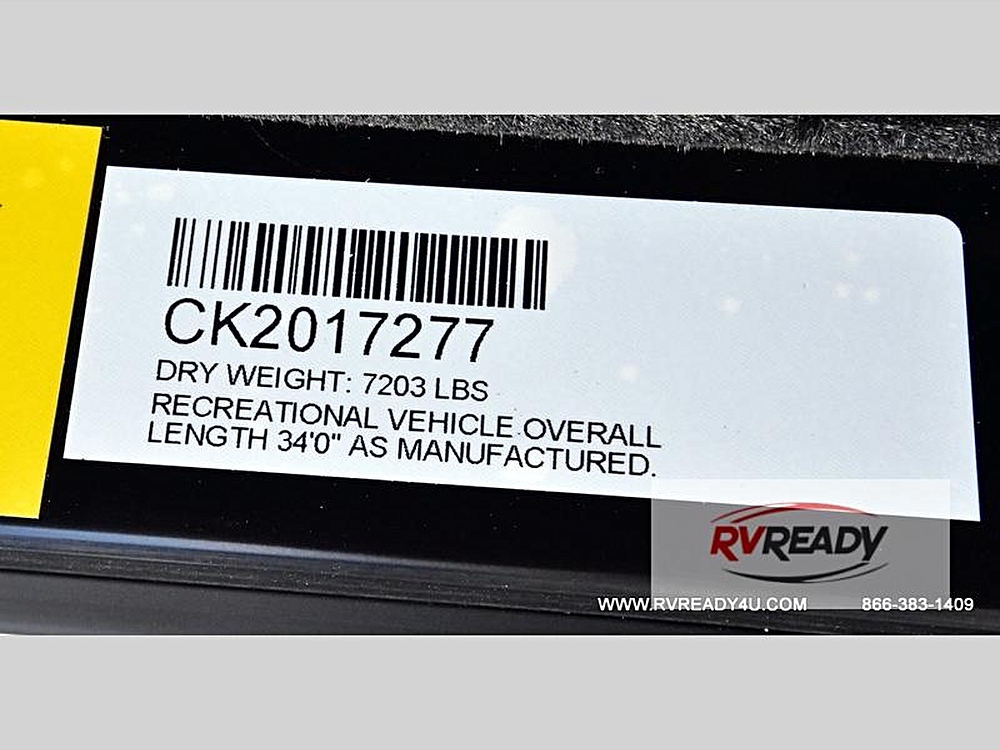 CK2017277
DRY WEIGHT: 7203 LBS
RECREATIONAL VEHICLE OVERALL
LENGTH 34'0" AS MANUFACTURED.
RVREADY
WWW.RVREADY4U.COM 866-383-1409